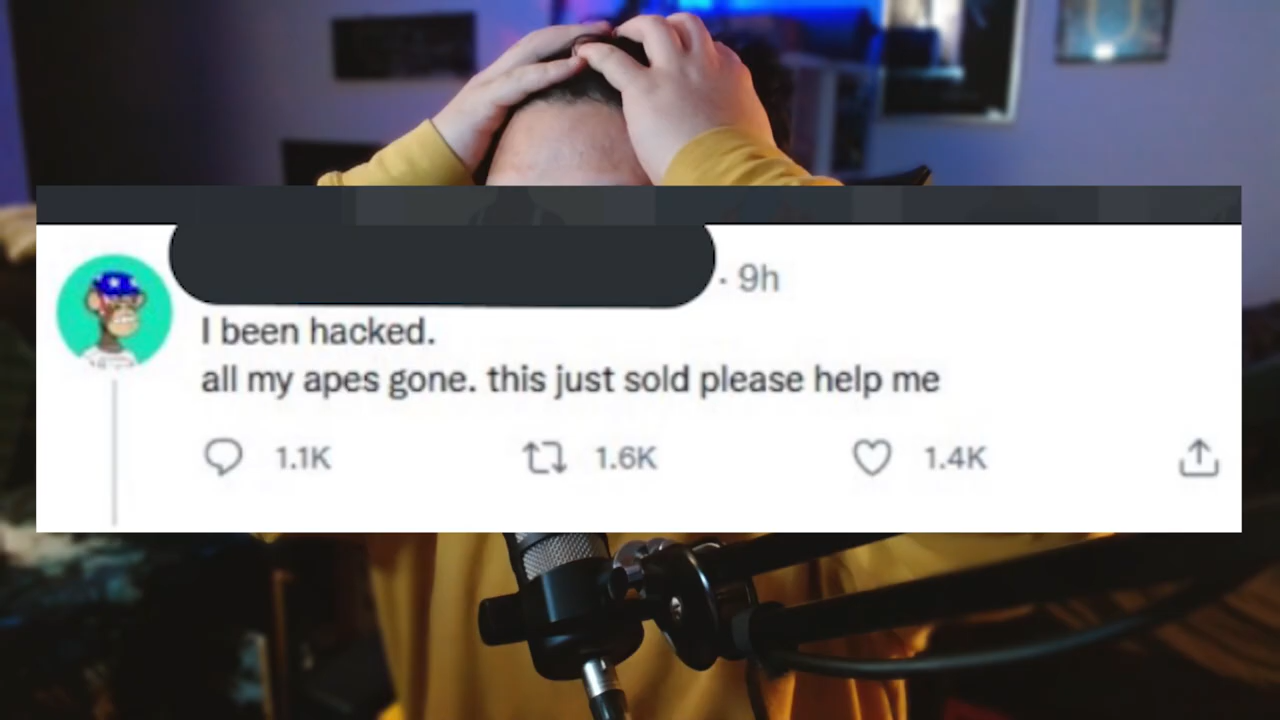 · 9h
I been hacked.
all my apes gone. this just sold please help me
1.1K 1.6K 1.4K